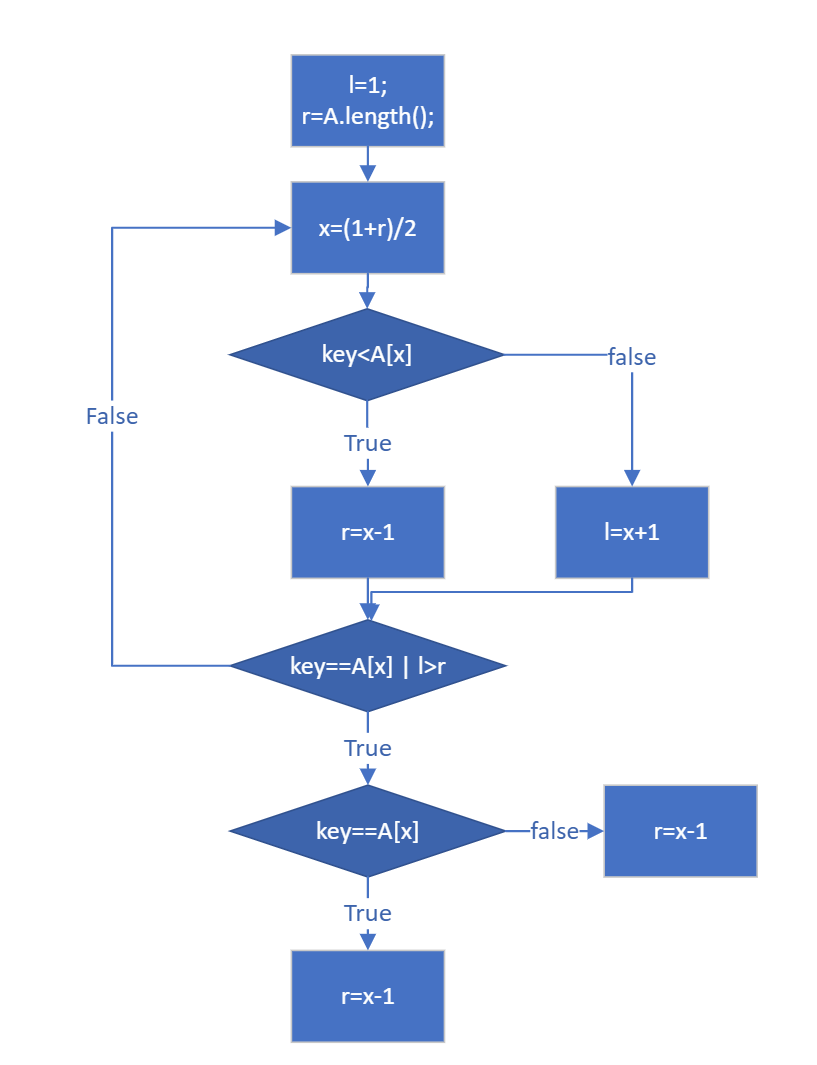 l=1;
r=A.length();
x=(1+r)/2
key<A[x]
false
False
True
r=x-1
l=x+1
key==A[x] | l>r
True
key==A[x]
false
r=x-1
True
r=x-1